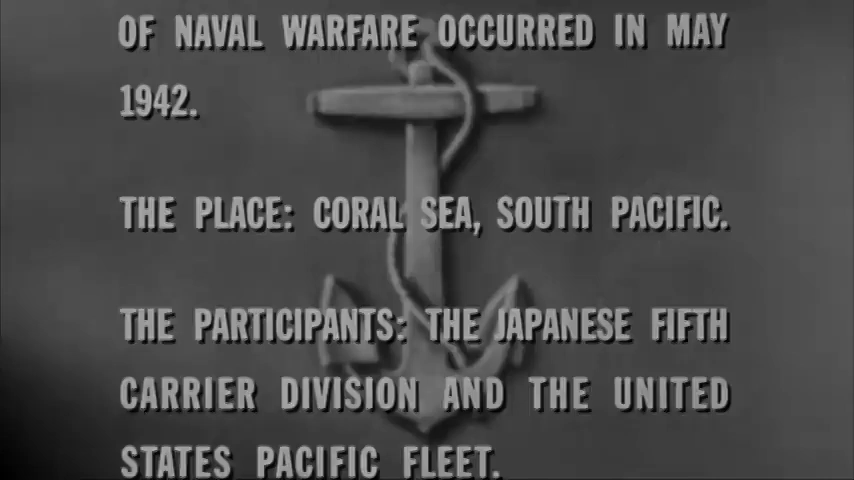 OF NAVAL WARFARE OCCURRED IN MAY
1942.
THE PLACE: CORAL SEA, SOUTH PACIFIC.
THE PARTICIPANTS: THE JAPANESE FIFTH
CARRIER DIVISION AND THE UNITED
STATES PACIFIC FLEET.